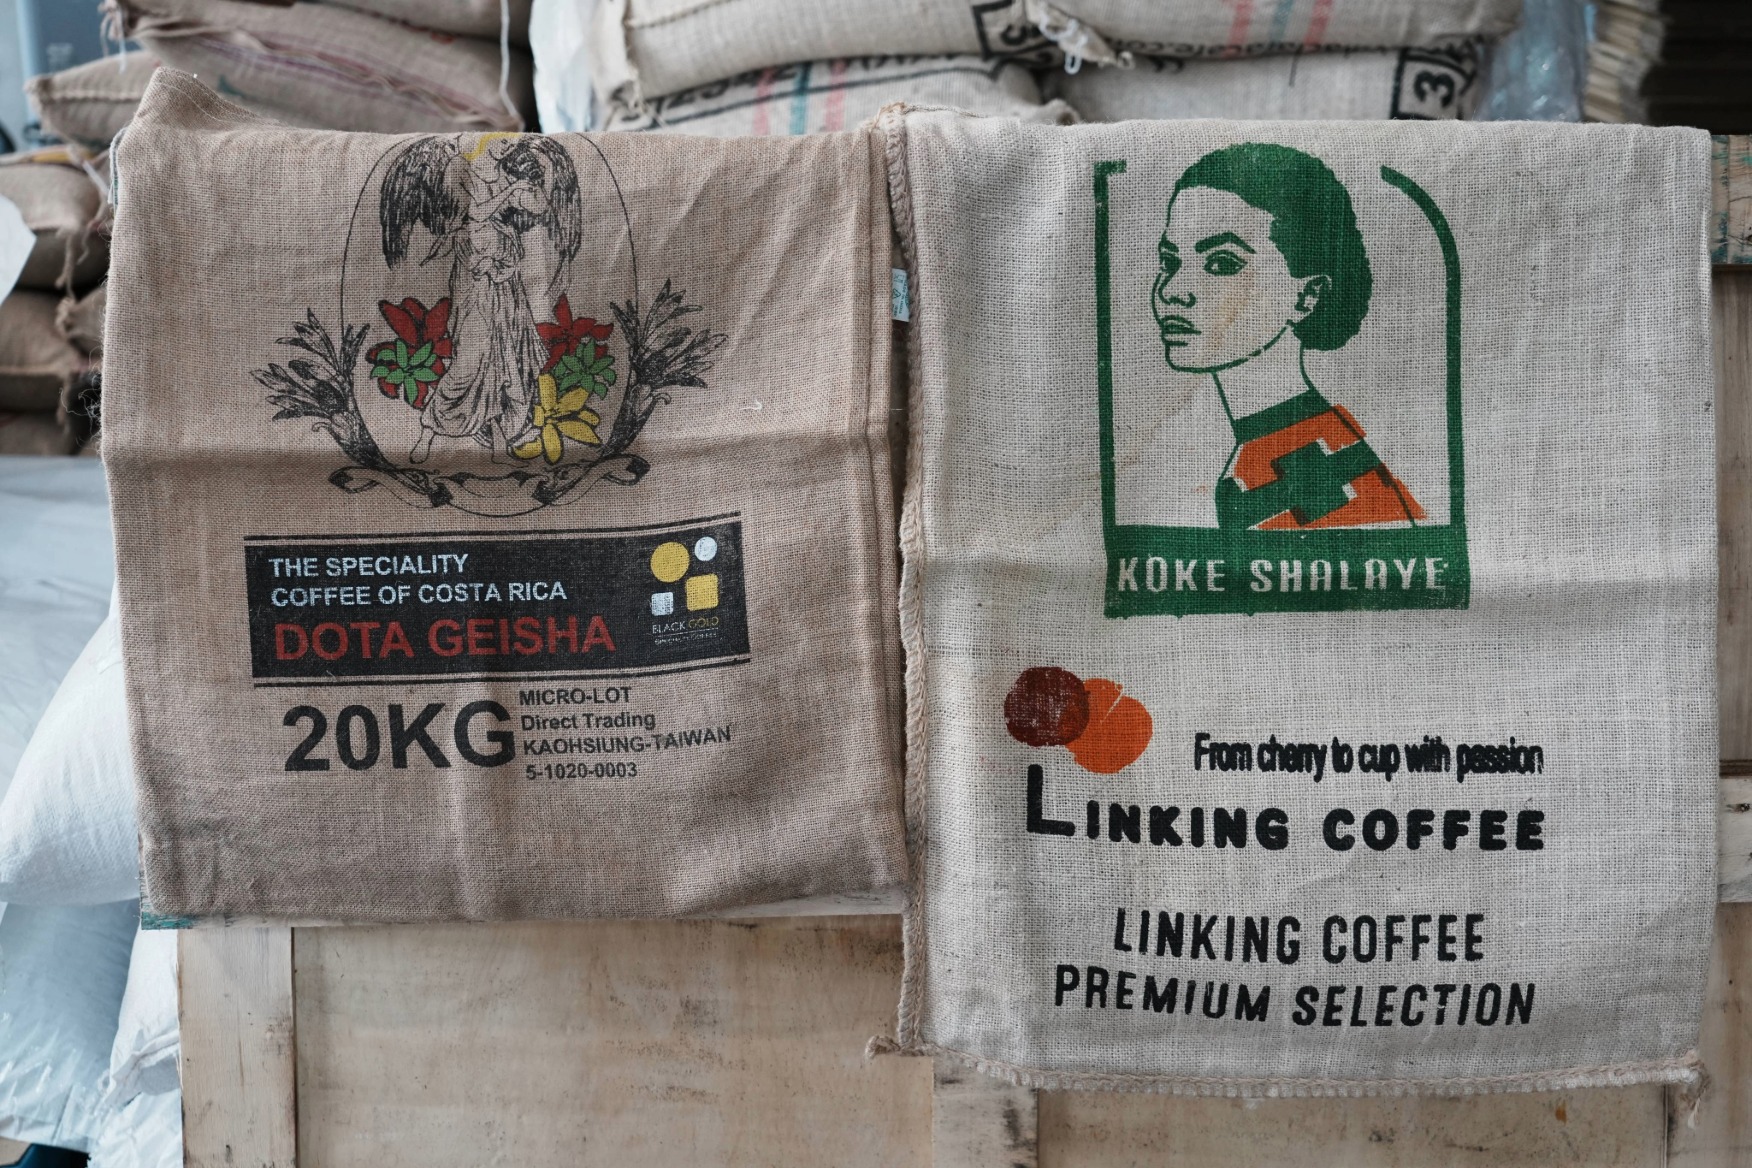 THE SPECIALITY
COFFEE OF COSTA RICA
DOTA GEISHA
BLACK GOLD
20KG
MICRO-LOT
Direct Trading
KAOHSIUNG-TAIWAN
5-1020-0003
KOKE SHALAYE
From cherry to cup with passion
LINKING COFFEE
LINKING COFFEE
PREMIUM SELECTION